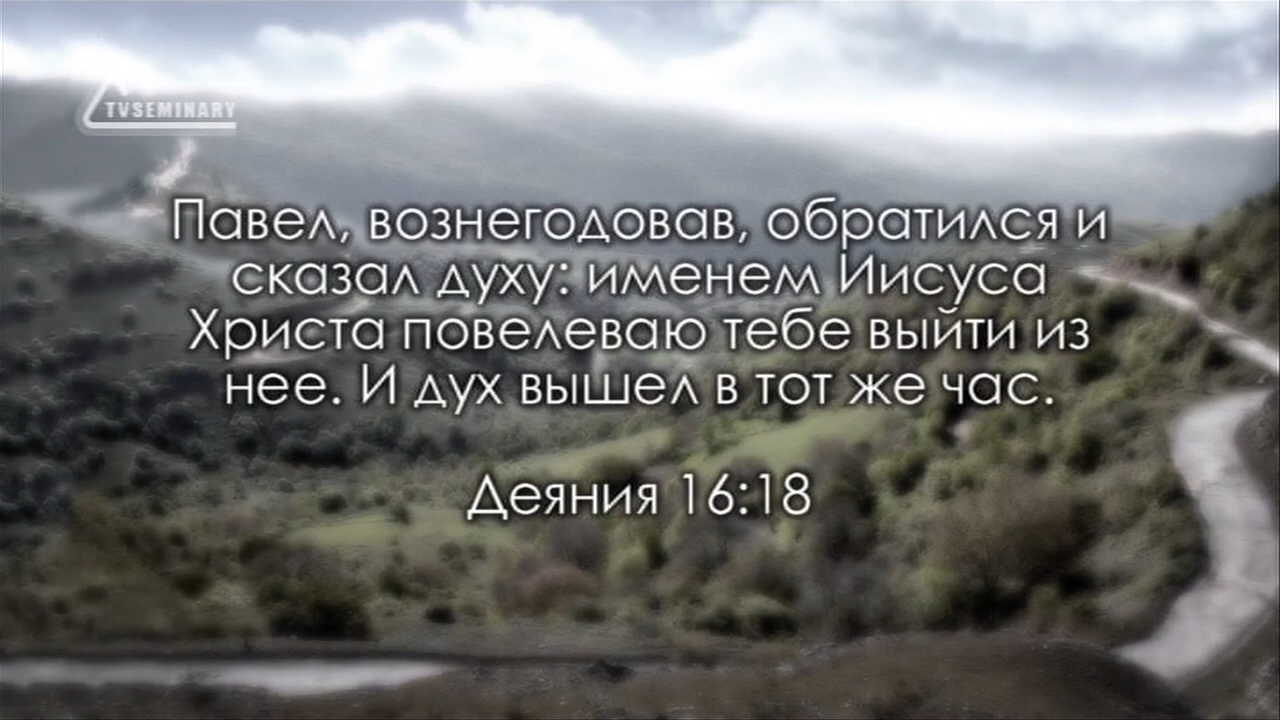 TVSEMINARY
Павел, вознегодовав, обратился и
сказал духу: именем Иисуса
Христа повелеваю тебе выйти из
нее. И дух вышел в тот же час.
Деяния 16:18